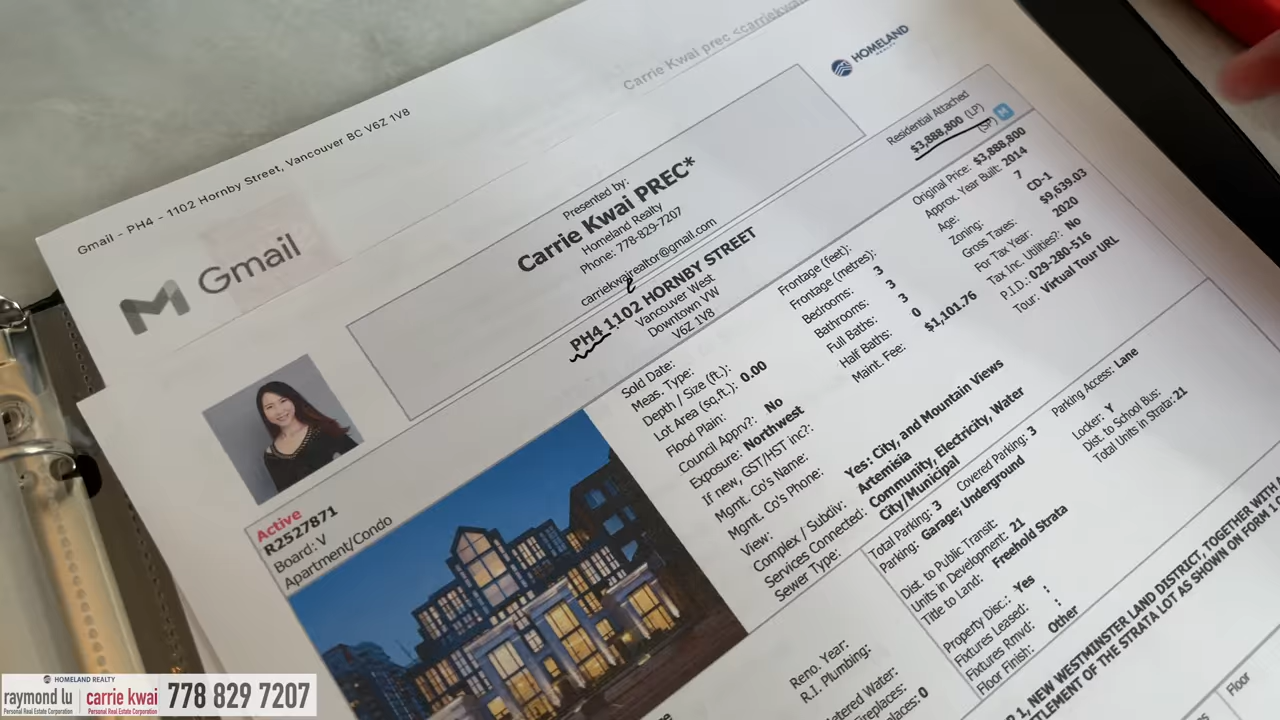 Gmail - PH4 - 1102 Hornby Street, Vancouver BC V6Z 1V8
Carrie Kwai prec <carriekwa
Gmail
HOMELAND
REALTY
Presented by:
Carrie Kwai PREC*
Homeland Realty
Phone: 778-829-7207
carriekwairealtor@gmail.com
Residential Attached
$3,888,800 (LP)
(SP) M
PH4 1102 HORNBY STREET
Vancouver West
Downtown VW
V6Z 1V8
Active
R2527871
Board: V
Apartment/Condo
Sold Date:
Meas. Type:
Depth / Size (ft.):
Lot Area (sq.ft.): 0.00
Flood Plain:
Council Apprv?: No
Exposure: Northwest
If new, GST/HST inc?:
Mgmt. Co's Name:
Mgmt. Co's Phone:
View: Yes: City, and Mountain Views
Complex / Subdiv: Artemisia
Services Connected: Community, Electricity, Water
Sewer Type: City/Municipal
Frontage (feet):
Frontage (metres):
Bedrooms: 3
Bathrooms: 3
Full Baths: 3
Half Baths: 0
Maint. Fee: $1,101.76
Original Price: $3,888,800
Approx. Year Built: 2014
Age: 7
Zoning: CD-1
Gross Taxes: $9,639.03
For Tax Year: 2020
Tax Inc. Utilities?: No
P.I.D.: 029-280-516
Tour: Virtual Tour URL
Total Parking: 3 Covered Parking: 3 Parking Access: Lane
Parking: Garage; Underground
Locker: Y
Dist. to Public Transit: Dist. to School Bus:
Units in Development: 21 Total Units in Strata: 21
Title to Land: Freehold Strata
Property Disc.: Yes
Fixtures Leased: :
Fixtures Rmvd: :
Floor Finish: Other
Reno. Year:
R.I. Plumbing:
etered Water:
ireplaces: 0
laces:
P 1, NEW WESTMINSTER LAND DISTRICT, TOGETHER WITH A
LEMENT OF THE STRATA LOT AS SHOWN ON FORM 1
Floor
HOMELAND REALTY
raymond lu carrie kwai 778 829 7207
Personal Real Estate Corporation Personal Real Estate Corporation